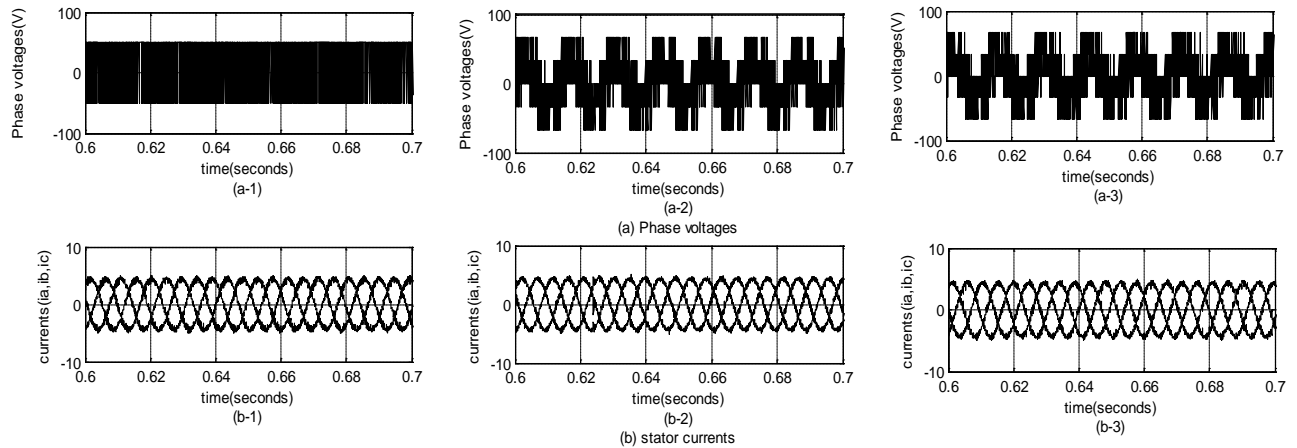 Phase voltages(V)
100
0
-100
0.6 0.62 0.64 0.66 0.68 0.7
time(seconds)
(a-1)
Phase voltages(V)
100
0
-100
0.6 0.62 0.64 0.66 0.68 0.7
time(seconds)
(a-2)
(a) Phase voltages
Phase voltages(V)
100
0
-100
0.6 0.62 0.64 0.66 0.68 0.7
time(seconds)
(a-3)
currents(ia,ib,ic)
10
0
-10
0.6 0.62 0.64 0.66 0.68 0.7
time(seconds)
(b-1)
currents(ia,ib,ic)
10
0
-10
0.6 0.62 0.64 0.66 0.68 0.7
time(seconds)
(b-2)
(b) stator currents
currents(ia,ib,ic)
10
0
-10
0.6 0.62 0.64 0.66 0.68 0.7
time(seconds)
(b-3)